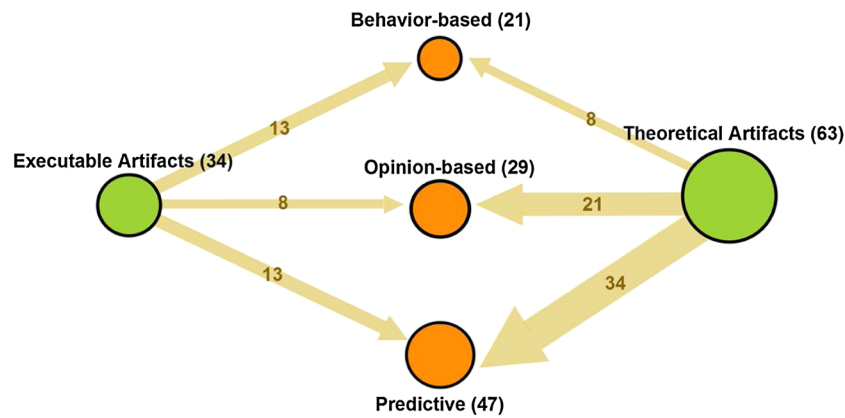 Behavior-based (21)
13
8
Theoretical Artifacts (63)
Executable Artifacts (34)
Opinion-based (29)
8
21
13
34
Predictive (47)